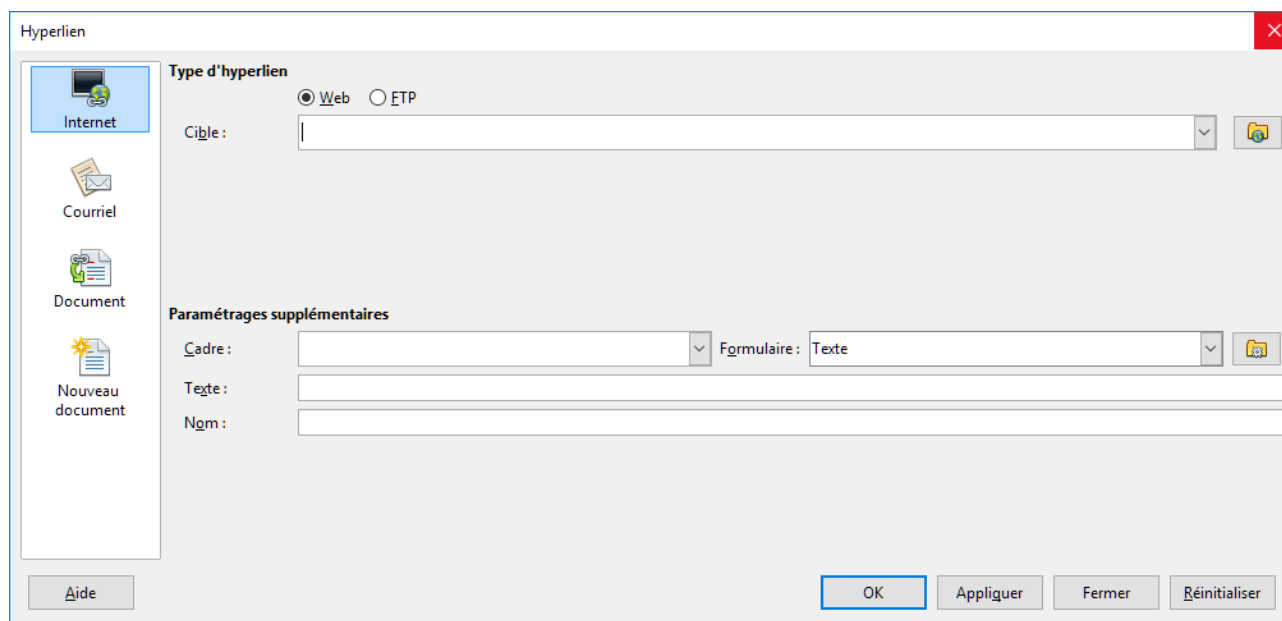 Hyperlien
Type d'hyperlien
Web FTP
Internet
Cible :
Courriel
Document
Paramétrages supplémentaires
Cadre : Formulaire : Texte
Texte :
Nouveau
document
Nom :
Aide OK Appliquer Fermer Réinitialiser